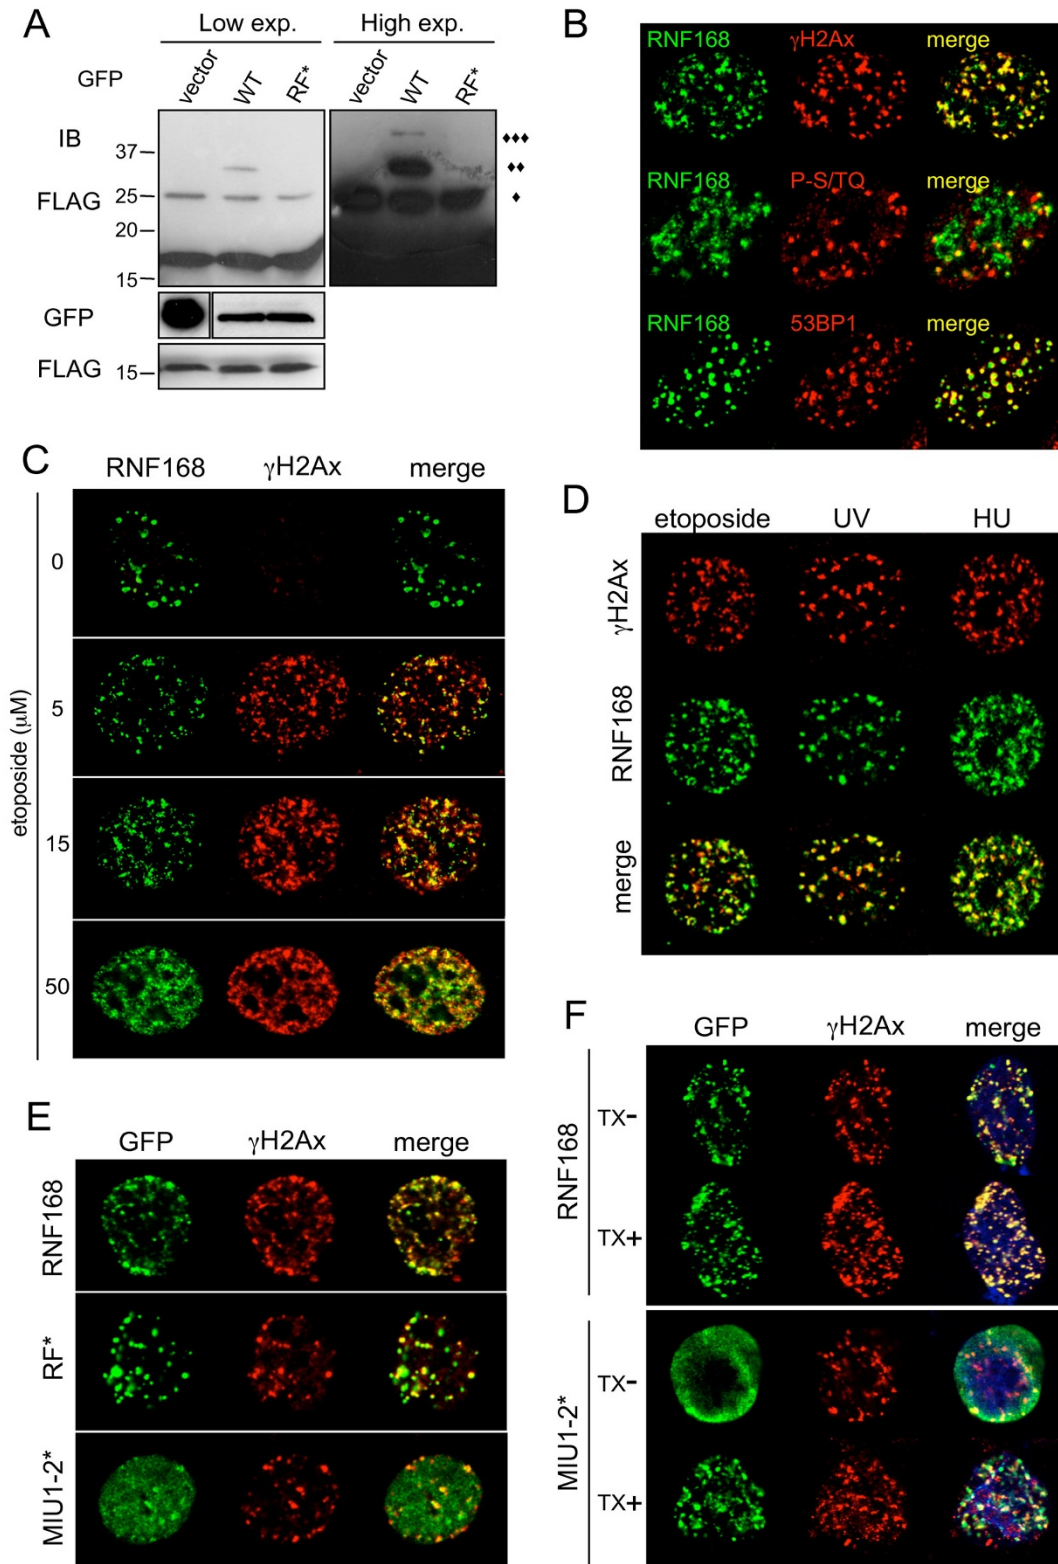 A
Low exp.
High exp.
GFP
vector
WT
RF*
vector
WT
RF*
IB
FLAG
37
25
20
15
♦♦♦
♦♦
♦
GFP
FLAG
15
B
RNF168
γH2Ax
merge
RNF168
P-S/TQ
merge
RNF168
53BP1
merge
C
RNF168
γH2Ax
merge
etoposide (μM)
0
5
15
50
D
etoposide
UV
HU
γH2Ax
RNF168
merge
E
GFP
γH2Ax
merge
RNF168
RF*
MIU1-2*
F
GFP
γH2Ax
merge
RNF168
TX-
TX+
MIU1-2*
TX-
TX+